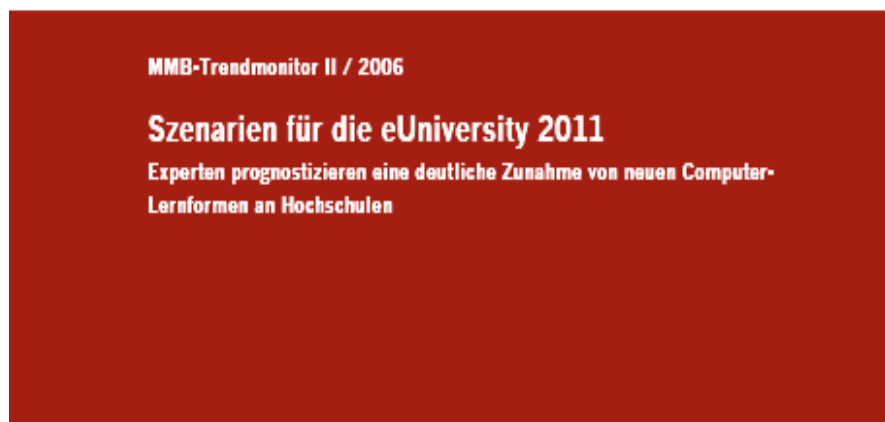 MMB-Trendmonitor II / 2006
Szenarien für die eUniversity 2011
Experten prognostizieren eine deutliche Zunahme von neuen Computer-
Lernformen an Hochschulen